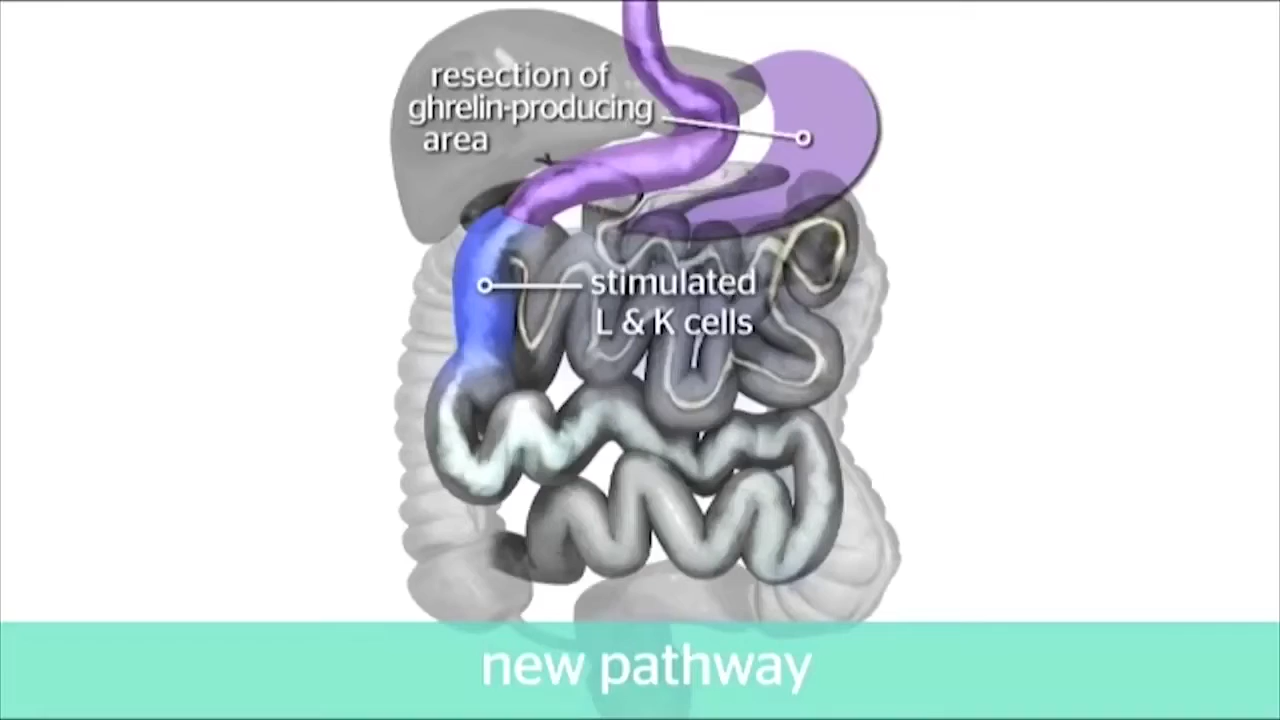 resection of
ghrelin-producing
area
stimulated
L & K cells
new pathway